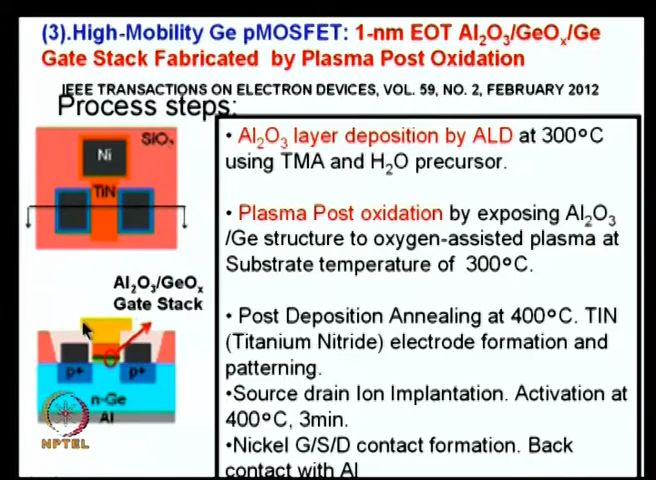 (3).High-Mobility Ge pMOSFET: 1-nm EOT Al₂O₃/GeOₓ/Ge
Gate Stack Fabricated by Plasma Post Oxidation
IEEE TRANSACTIONS ON ELECTRON DEVICES, VOL. 59, NO. 2, FEBRUARY 2012
Process steps:
SiO₂
Ni
TiN
Al₂O₃/GeOₓ
Gate Stack
p+ p+
n-Ge
Al
NPTEL
• Al₂O₃ layer deposition by ALD at 300ºC
using TMA and H₂O precursor.
• Plasma Post oxidation by exposing Al₂O₃
/Ge structure to oxygen-assisted plasma at
Substrate temperature of 300ºC.
• Post Deposition Annealing at 400ºC. TIN
(Titanium Nitride) electrode formation and
patterning.
•Source drain Ion Implantation. Activation at
400ºC, 3min.
•Nickel G/S/D contact formation. Back
contact with Al